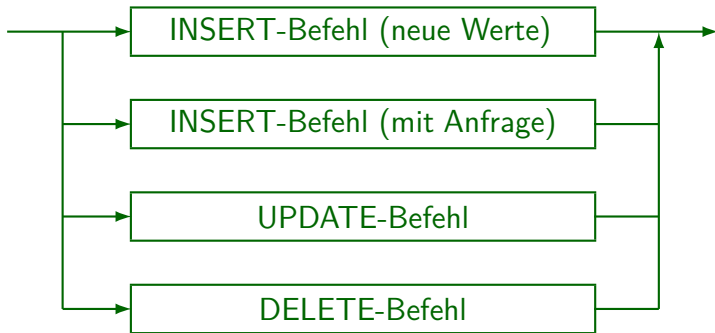 INSERT-Befehl (neue Werte)
INSERT-Befehl (mit Anfrage)
UPDATE-Befehl
DELETE-Befehl